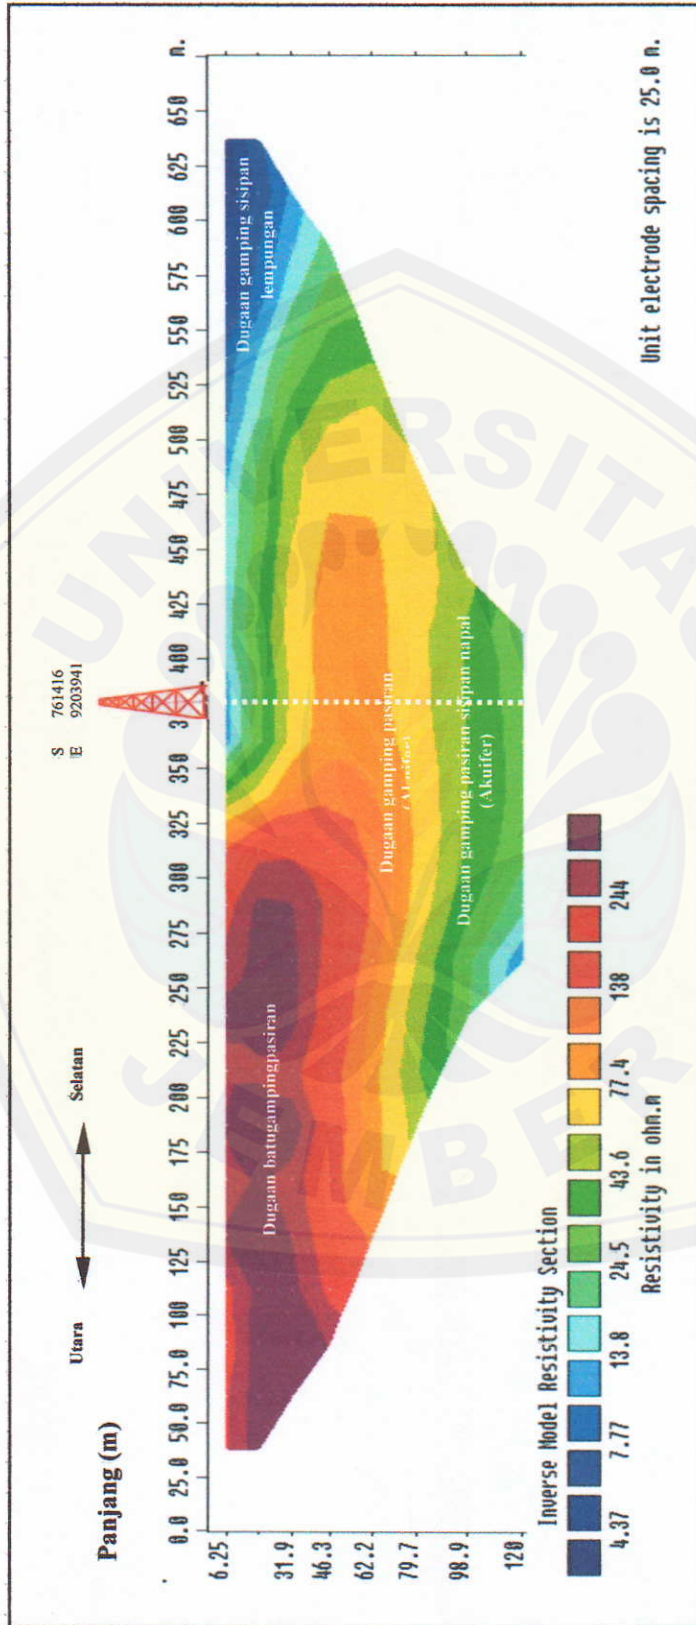 S 761416
E 9203941
Utara
Selatan
Panjang (m)
0.0 25.0 50.0 75.0 100 125 150 175 200 225 250 275 300 325 350 3 400 425 450 475 500 525 550 575 600 625 650 m.
6.25
31.9
46.3
62.2
79.7
98.9
120
Dugaan batugampingpasiran
Dugaan gamping sisipan
lempungan
Dugaan gamping pasiran
Dugaan gamping pasiran sisipan napal
(Akuifer)
Inverse Model Resistivity Section
4.37 7.77 13.8 24.5 43.6 77.4 138 244
Resistivity in ohm.m
Unit electrode spacing is 25.0 m.
UNIVERSITAS
JEMBER